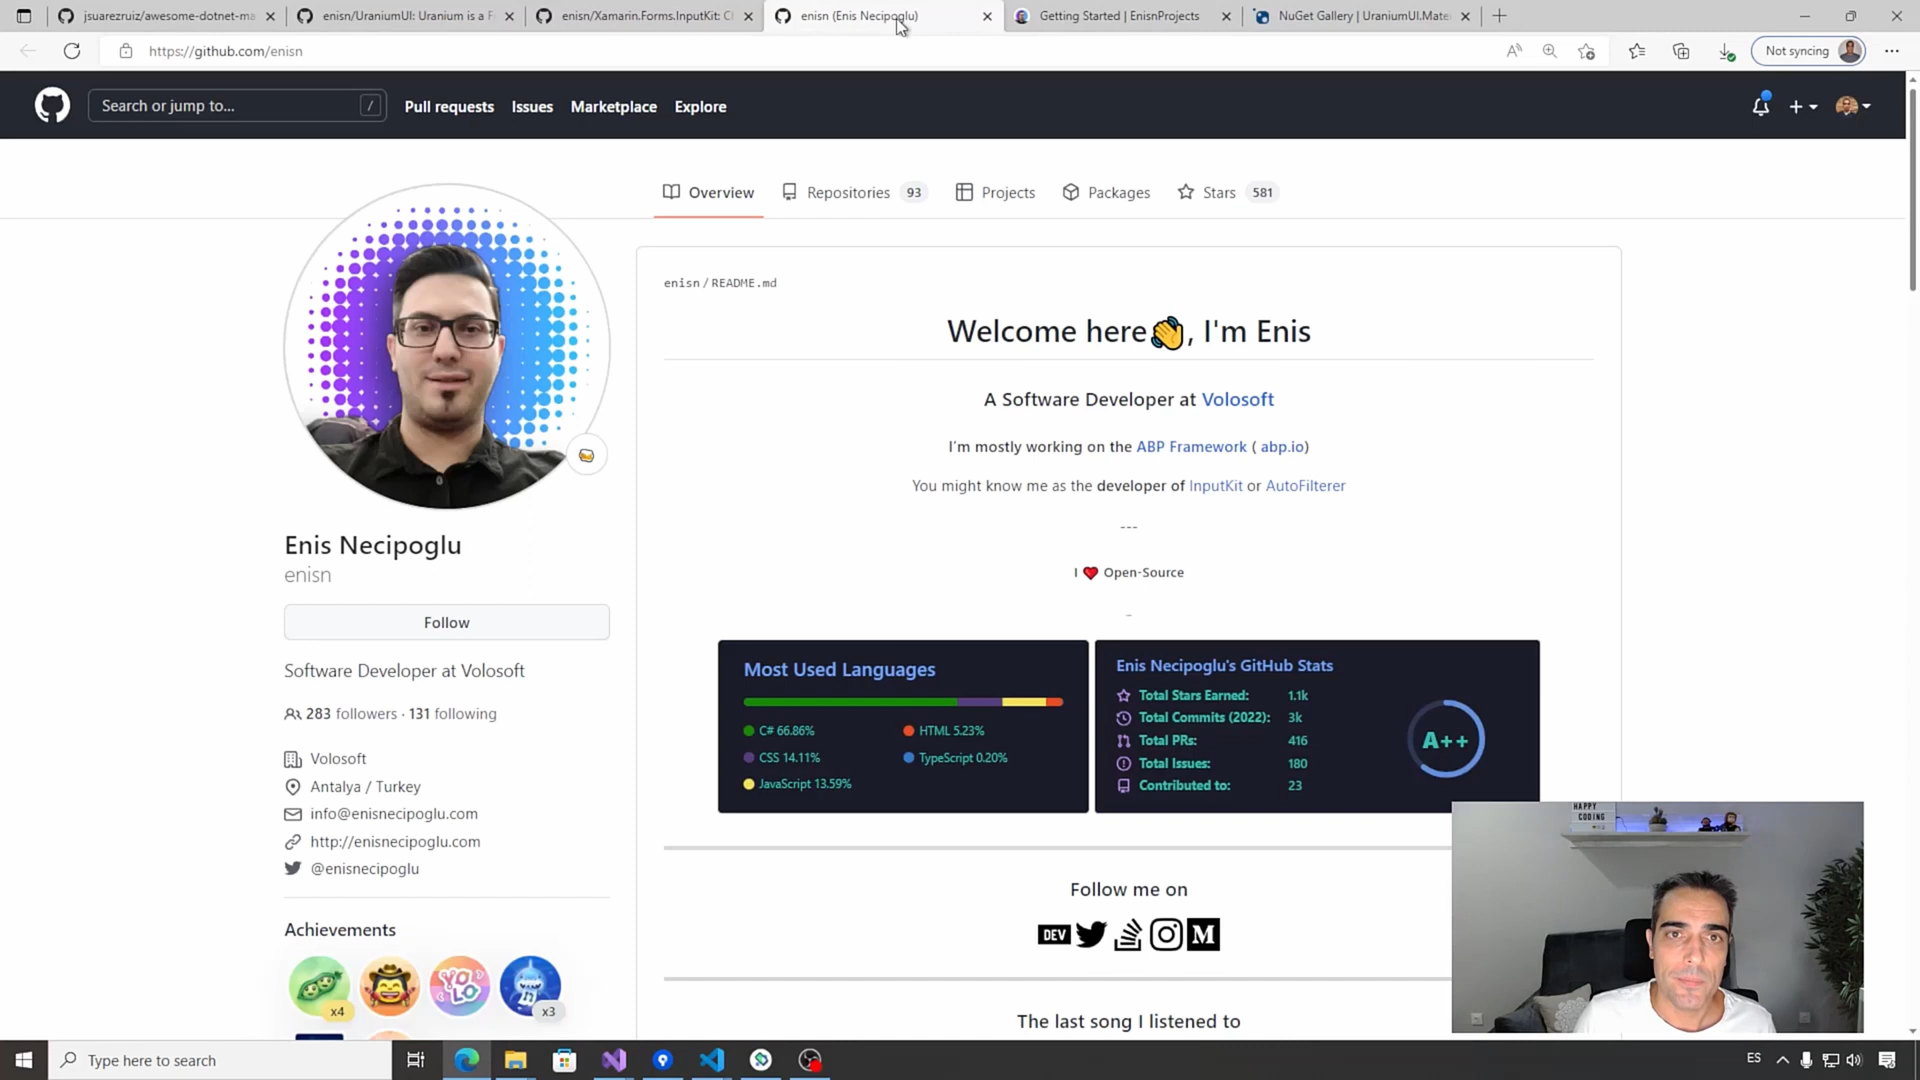 jsuarezruiz/awesome-dotnet-ma
enisn/UraniumUI: Uranium is a F
enisn/Xamarin.Forms.InputKit: C
enisn (Enis Necipoglu)
Getting Started | EnisnProjects
NuGet Gallery | UraniumUI.Mate
https://github.com/enisn
Not syncing
Search or jump to...
/
Pull requests
Issues
Marketplace
Explore
Overview
Repositories 93
Projects
Packages
Stars 581
enisn / README.md
Welcome here👋, I'm Enis
A Software Developer at Volosoft
I'm mostly working on the ABP Framework ( abp.io)
You might know me as the developer of InputKit or AutoFilterer
---
I ❤ Open-Source
-
Enis Necipoglu
enisn
Follow
Software Developer at Volosoft
283 followers · 131 following
Volosoft
Antalya / Turkey
info@enisnecipoglu.com
http://enisnecipoglu.com
@enisnecipoglu
Achievements
x4
YOLO
x3
Most Used Languages
C# 66.86%
HTML 5.23%
CSS 14.11%
TypeScript 0.20%
JavaScript 13.59%
Enis Necipoglu's GitHub Stats
Total Stars Earned: 1.1k
Total Commits (2022): 3k
Total PRs: 416
Total Issues: 180
Contributed to: 23
A++
Follow me on
DEV
M
The last song I listened to
HAPPY
CODING
Type here to search
ES